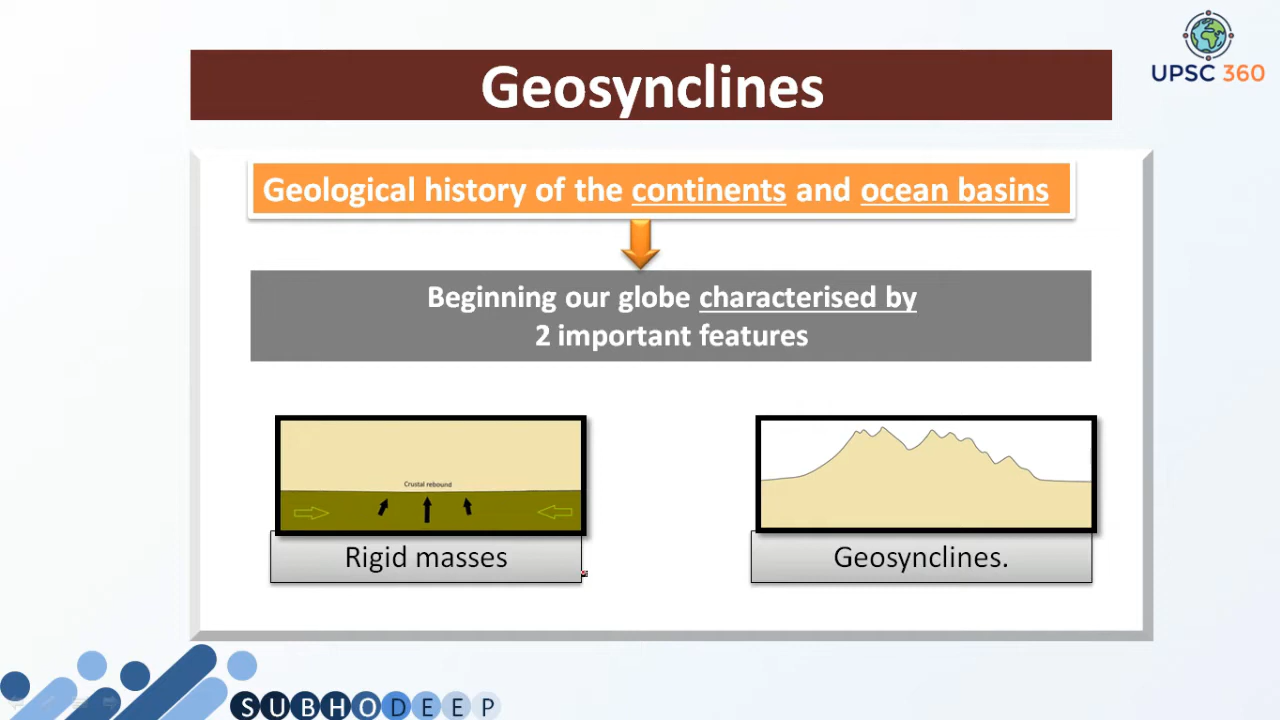 UPSC 360
Geosynclines
Geological history of the continents and ocean basins
Beginning our globe characterised by
2 important features
Crustal rebound
Rigid masses
Geosynclines.
SUBHODEEP